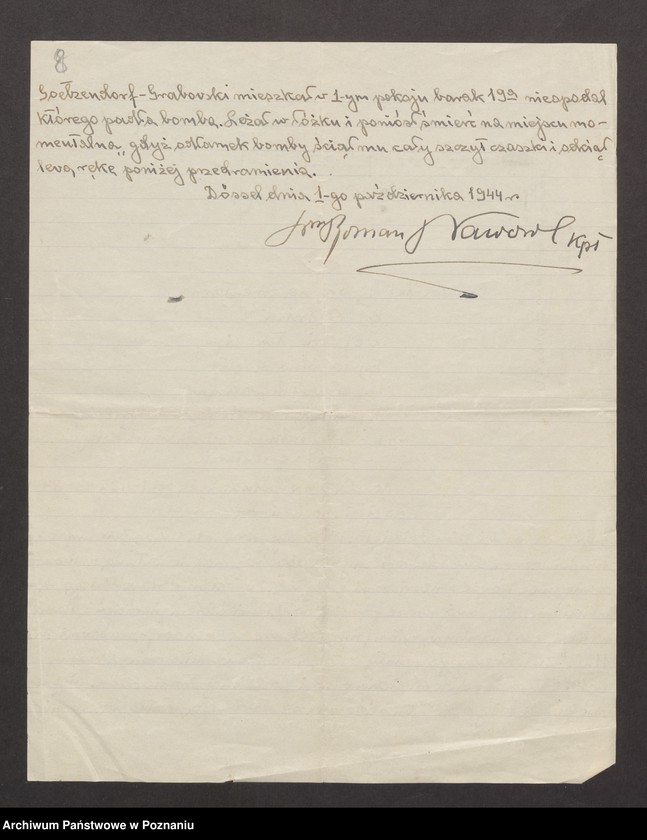 8
Goetzendorf-Grabowski mieszkał w 1-ym pokoju barak 19a nieopodal
którego padła bomba. Leżał w łóżku i poniósł śmierć na miejscu mo-
mentalną, gdyż odłamek bomby ściął mu cały szczyt czaszki i odciął
lewą rękę poniżej przedramienia.
Dössel dnia 1-go października 1944 r
Roman Nawowl Kpt
Archiwum Państwowe w Poznaniu